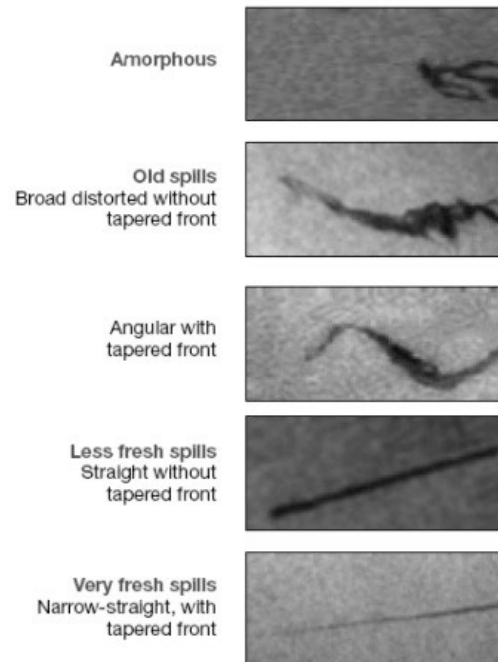 Amorphous
Old spills
Broad distorted without
tapered front
Angular with
tapered front
Less fresh spills
Straight without
tapered front
Very fresh spills
Narrow-straight, with
tapered front